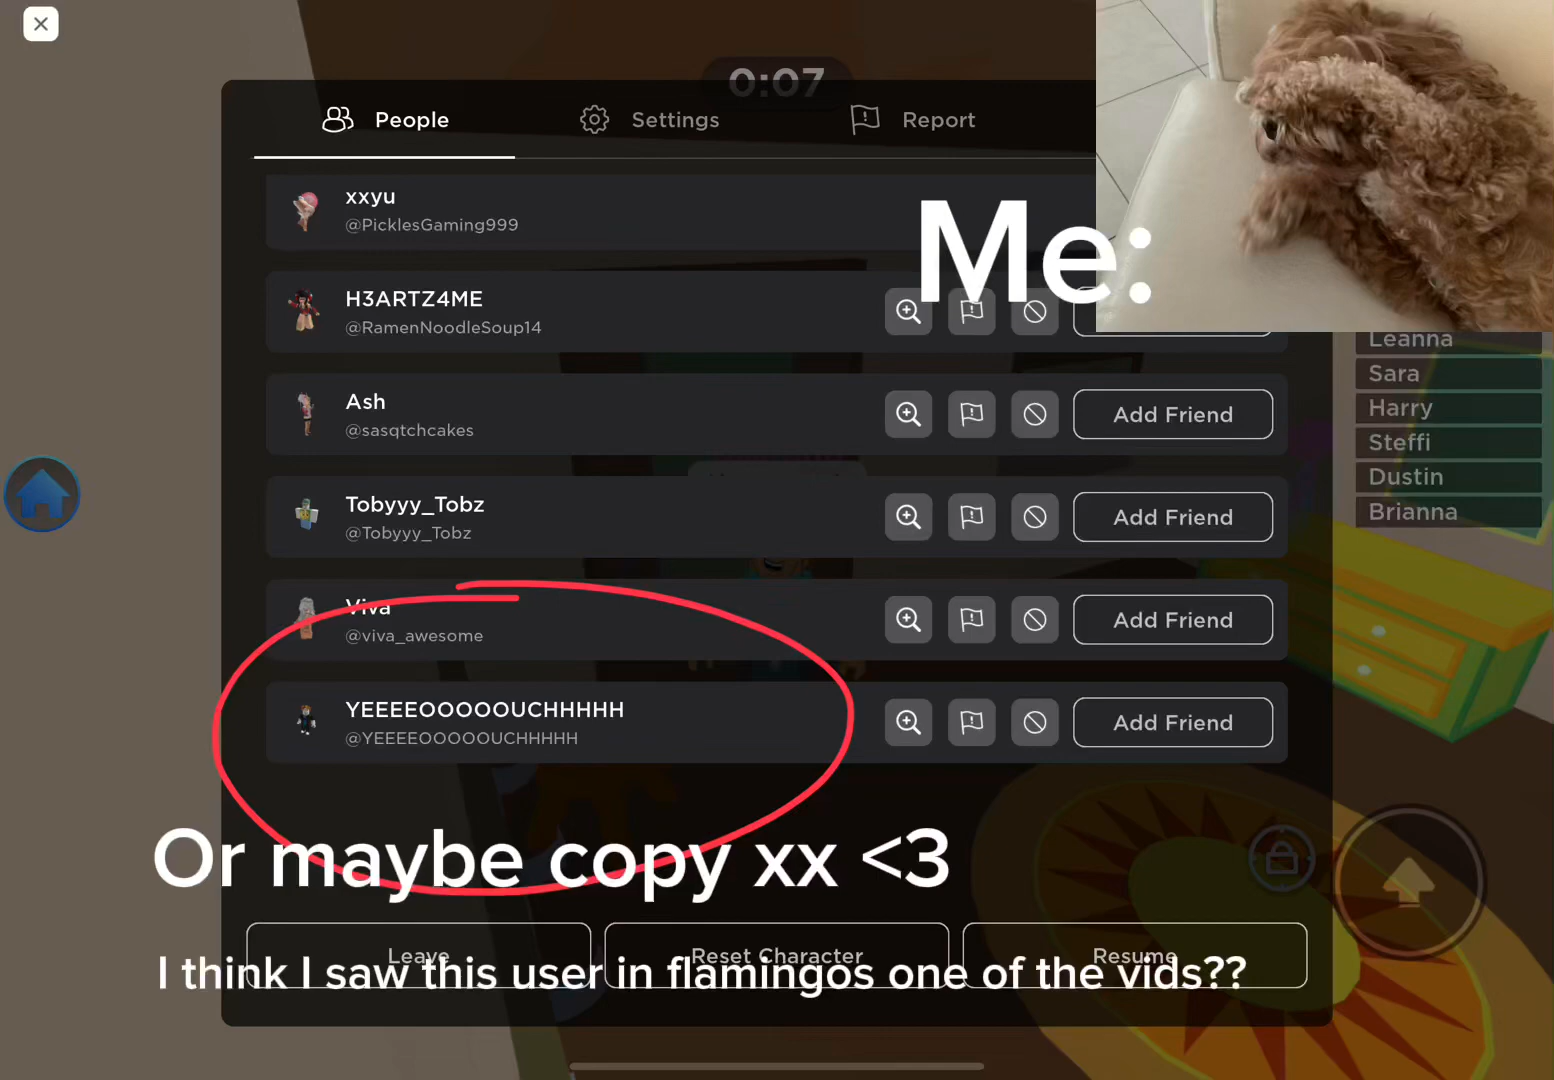 0:07
People
Settings
Report
xxyu
@PicklesGaming999
Me:
H3ARTZ4ME
@RamenNoodleSoup14
Leanna
Sara
Harry
Steffi
Dustin
Brianna
Ash
@sasqtchcakes
Add Friend
Tobyyy_Tobz
@Tobyyy_Tobz
Add Friend
Viva
@viva_awesome
Add Friend
YEEEEOOOOOUCHHHHH
@YEEEEOOOOOUCHHHHH
Add Friend
Or maybe copy xx <3
Leave
Reset Character
Resume
I think I saw this user in flamingos one of the vids??